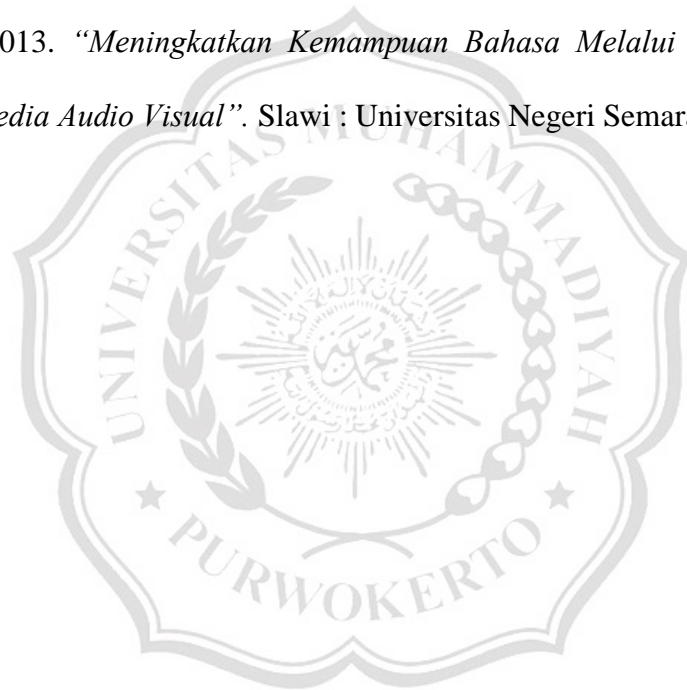 013. “Meningkatkan Kemampuan Bahasa Melalui
edia Audio Visual”. Slawi : Universitas Negeri Semar
UNIVERSITAS MUHAMMADIYAH
PURWOKERTO